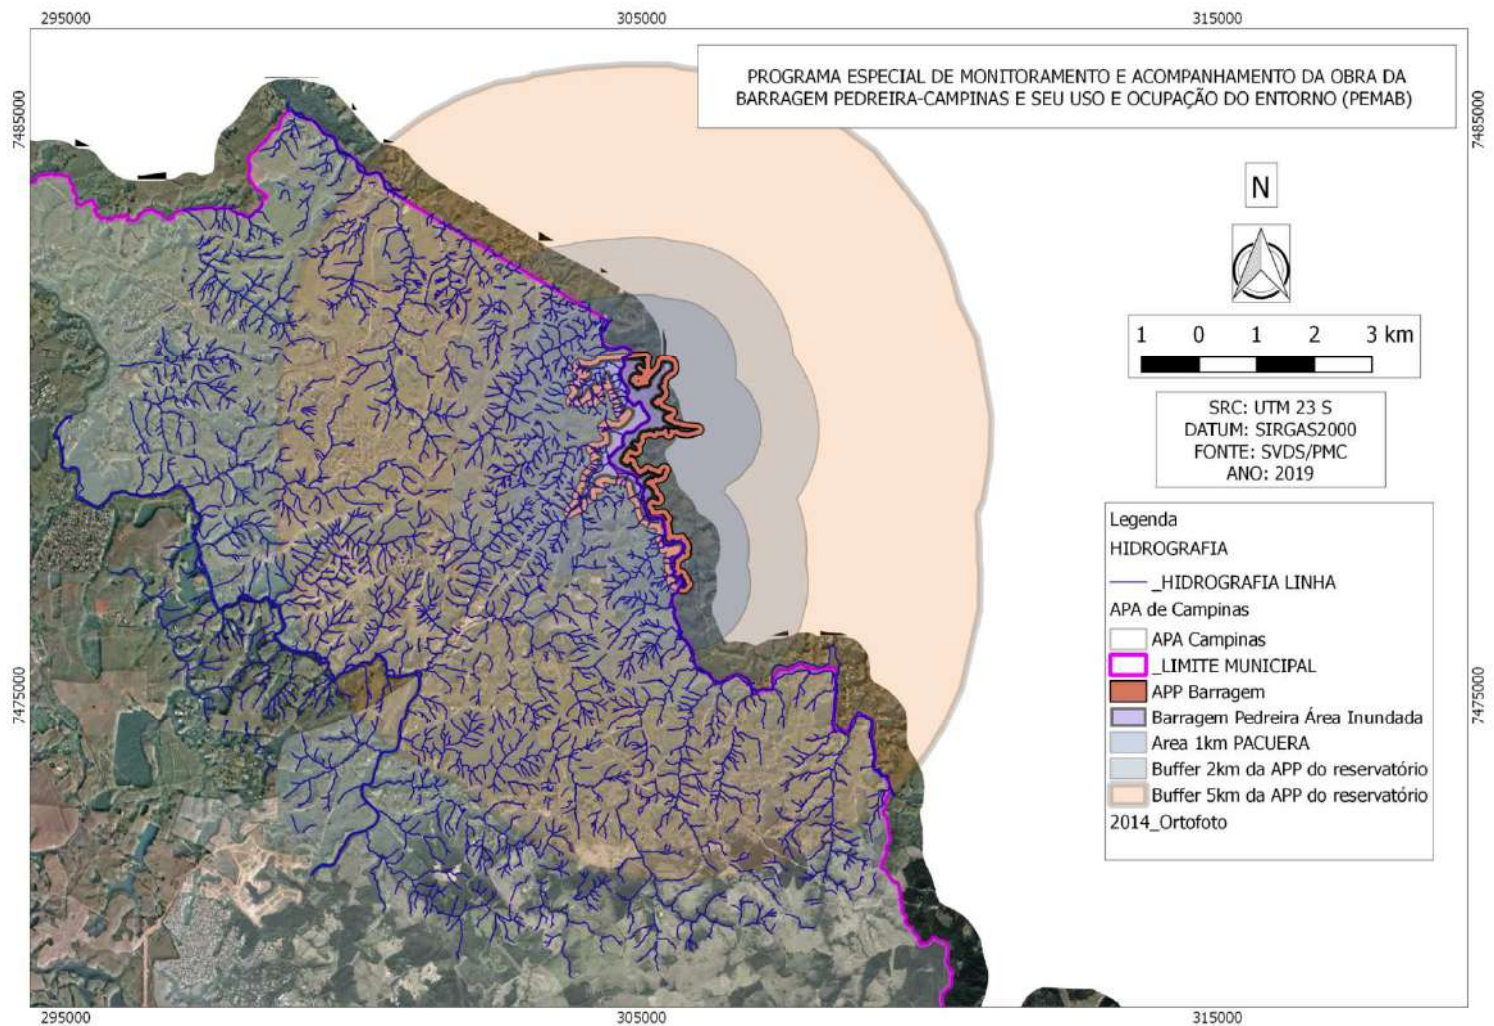 295000
305000
315000
7485000
7485000
PROGRAMA ESPECIAL DE MONITORAMENTO E ACOMPANHAMENTO DA OBRA DA
BARRAGEM PEDREIRA-CAMPINAS E SEU USO E OCUPAÇÃO DO ENTORNO (PEMAB)
N
1 0 1 2 3 km
SRC: UTM 23 S
DATUM: SIRGAS2000
FONTE: SVDS/PMC
ANO: 2019
Legenda
HIDROGRAFIA
_HIDROGRAFIA LINHA
APA de Campinas
APA Campinas
_LIMITE MUNICIPAL
APP Barragem
Barragem Pedreira Área Inundada
Area 1km PACUERA
Buffer 2km da APP do reservatório
Buffer 5km da APP do reservatório
2014_Ortofoto
7475000
7475000
295000
305000
315000